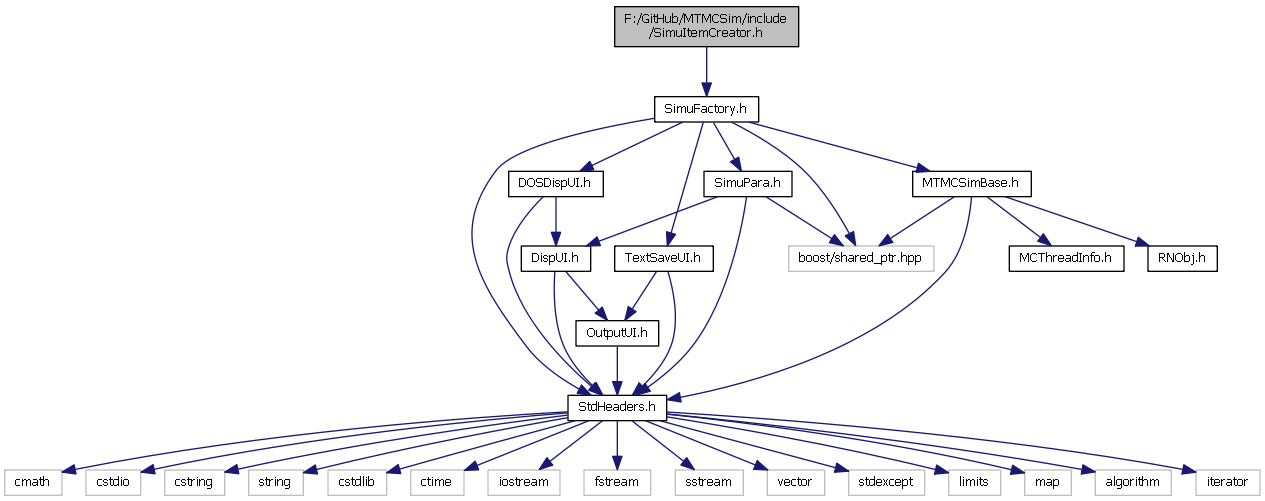 F:/GitHub/MTMCSim/include
/SimuItemCreator.h
SimuFactory.h
DOSDispUI.h
SimuPara.h
MTMCSimBase.h
DispUI.h
TextSaveUI.h
boost/shared_ptr.hpp
MCThreadInfo.h
RNObj.h
OutputUI.h
StdHeaders.h
cmath
cstdio
cstring
string
cstdlib
ctime
iostream
fstream
sstream
vector
stdexcept
limits
map
algorithm
iterator